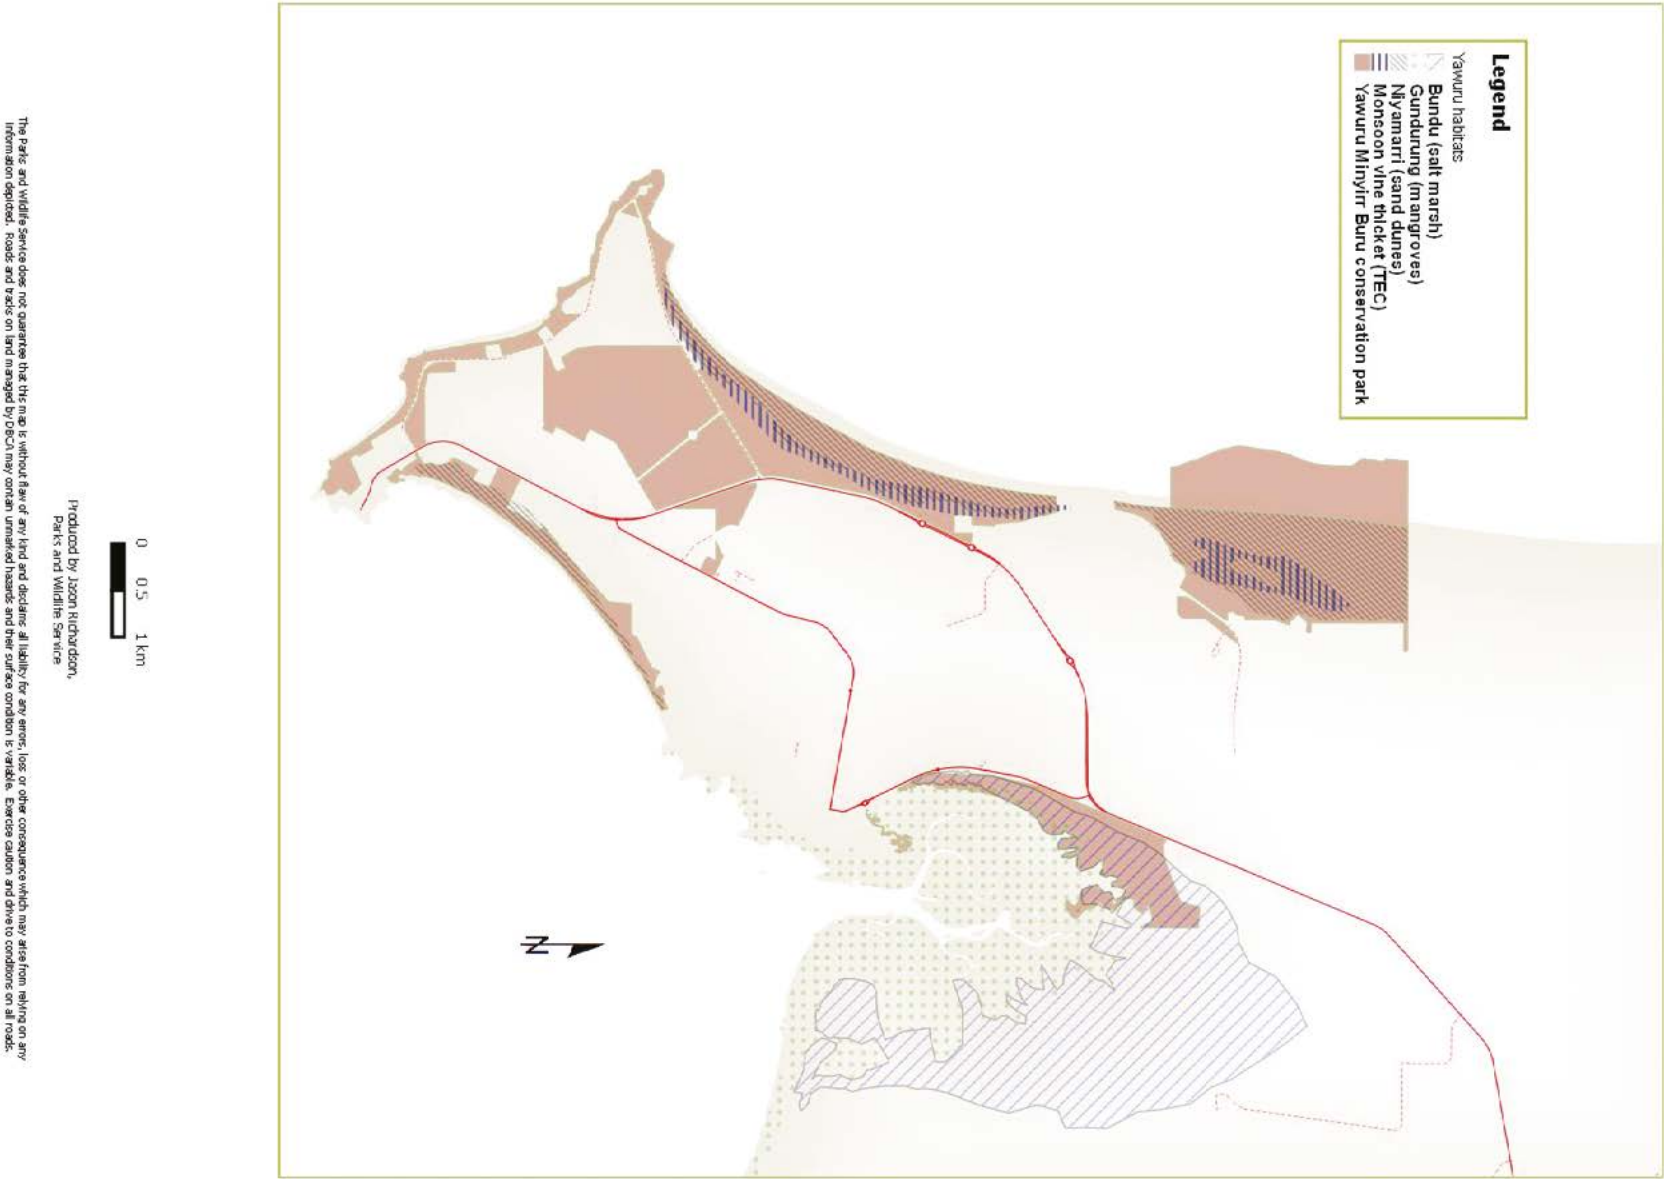 Legend
Yawuru habitats
Bundu (salt marsh)
Gundurung (mangroves)
Niyamarri (sand dunes)
Monsoon vine thicket (TEC)
Yawuru Minyirr Buru conservation park
N
0 0.5 1 km
Produced by Jason Richardson,
Parks and Wildlife Service
The Parks and Wildlife Service does not guarantee that this map is without flaw of any kind and disclaims all liability for any errors, loss or other consequence which may arise from relying on any
information depicted. Roads and tracks on land managed by DBCA may contain unmarked hazards and their surface condition is variable. Exercise caution and drive to conditions on all roads.